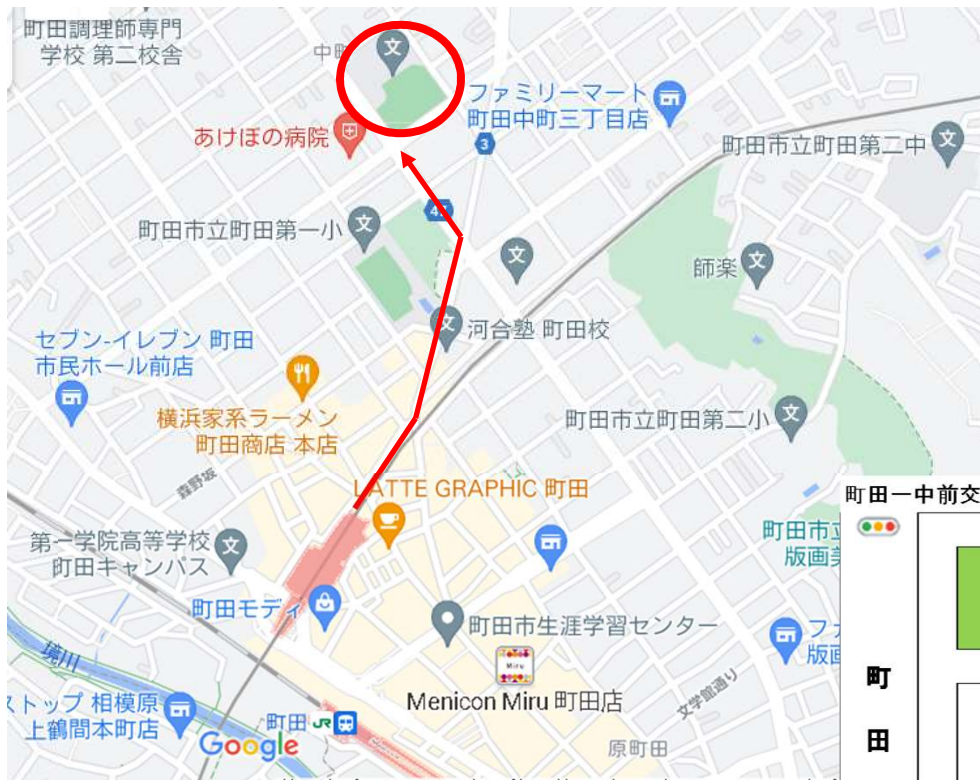 町田調理師専門
学校 第二校舎
中町
ファミリーマート
町田中町三丁目店
あけぼの病院
3
町田市立町田第二中
47
町田市立町田第一小
師楽
河合塾 町田校
セブン-イレブン 町田
市民ホール前店
横浜家系ラーメン
町田商店 本店
町田市立町田第二小
森野坂
LATTE GRAPHIC 町田
町田一中前交
第一学院高等学校
町田キャンパス
町田市立
版画美
町田モディ
町田市生涯学習センター
ファ
版画
境川
Miru
Menicon Miru 町田店
文学館通り
ストップ 相模原
上鶴間本町店
町田 JR
Google
原町田
町
田